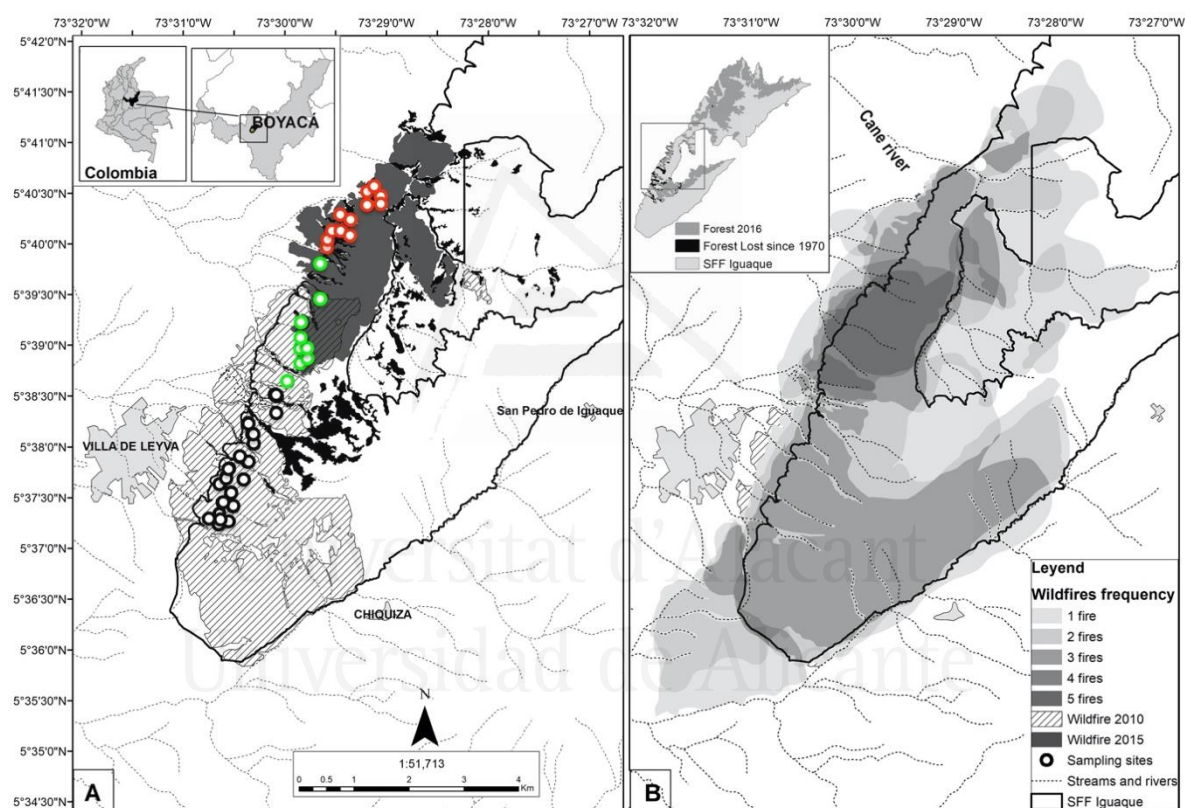 73°32'0"W 73°31'0"W 73°30'0"W 73°29'0"W 73°28'0"W 73°27'0"W
73°32'0"W 73°31'0"W 73°30'0"W 73°29'0"W 73°28'0"W 73°27'0"W
5°42'0"N
5°41'30"N
5°41'0"N
5°40'30"N
5°40'0"N
5°39'30"N
5°39'0"N
5°38'30"N
5°38'0"N
5°37'30"N
5°37'0"N
5°36'30"N
5°36'0"N
5°35'30"N
5°35'0"N
5°34'30"N
BOYACÁ
Colombia
San Pedro de Iguaque
VILLA DE LEYVA
CHIQUIZA
N
1:51,713
0 0.5 1 2 3 4
Km
A
Cane river
Forest 2016
Forest Lost since 1970
SFF Iguaque
Universitat d'Alacant
Universidad de Alicante
Leyend
Wildfires frequency
1 fire
2 fires
3 fires
4 fires
5 fires
Wildfire 2010
Wildfire 2015
Sampling sites
Streams and rivers
SFF Iguaque
B